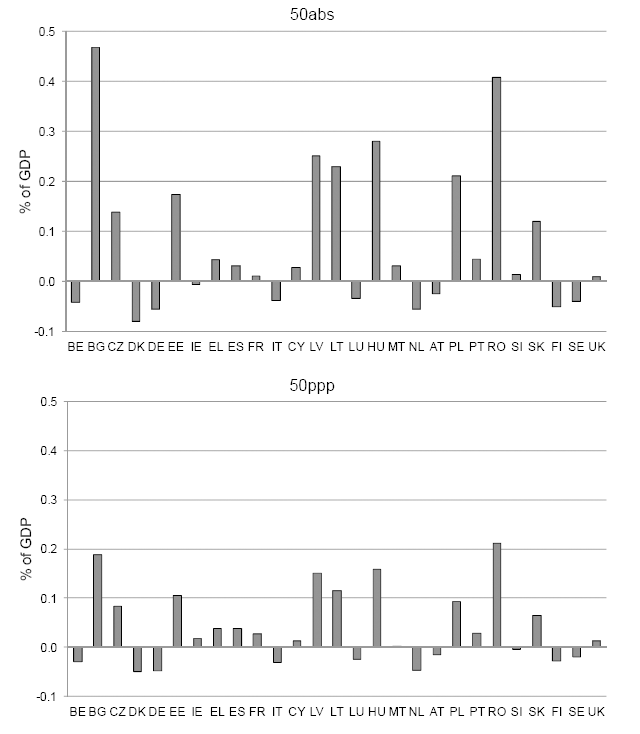 50abs
0.5
0.4
0.3
0.2
0.1
0.0
-0.1
% of GDP
BE BG CZ DK DE EE IE EL ES FR IT CY LV LT LU HU MT NL AT PL PT RO SI SK FI SE UK
50ppp
0.5
0.4
0.3
0.2
0.1
0.0
-0.1
% of GDP
BE BG CZ DK DE EE IE EL ES FR IT CY LV LT LU HU MT NL AT PL PT RO SI SK FI SE UK